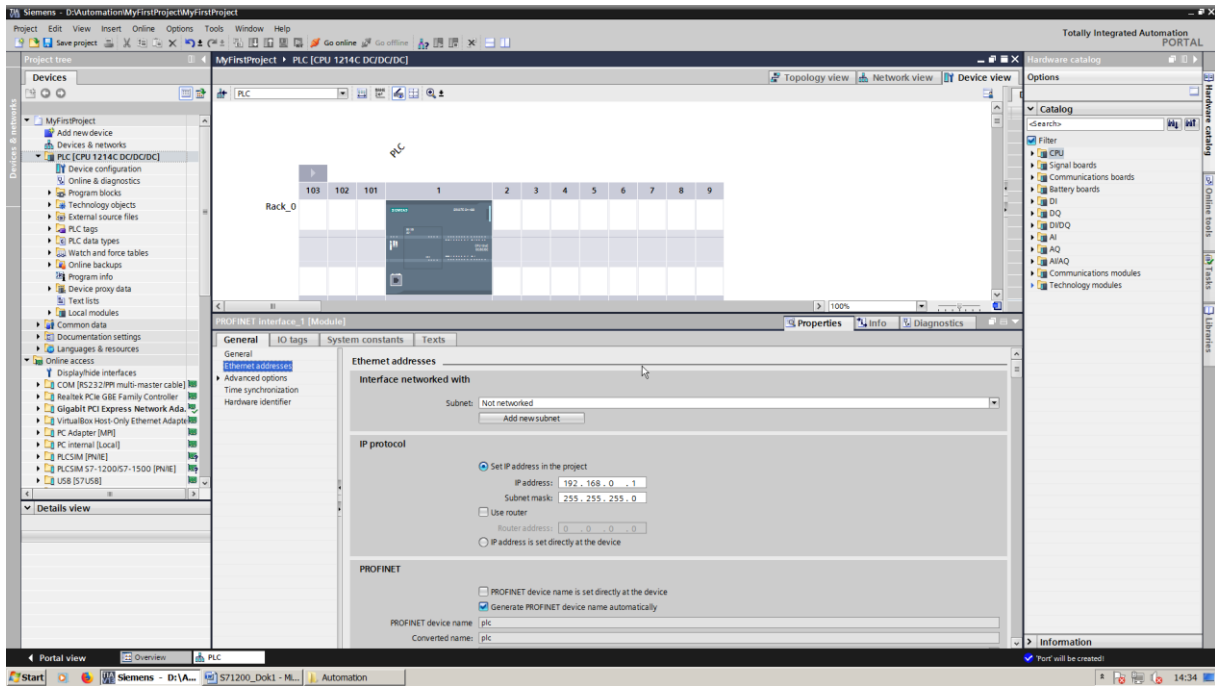 Siemens - D:\Automation\MyFirstProject\MyFirstProject
Project Edit View Insert Online Options Tools Window Help
Save project Go online Go offline
Totally Integrated Automation
PORTAL
Project tree
Devices
Devices & networks
MyFirstProject
Add new device
Devices & networks
PLC [CPU 1214C DC/DC/DC]
Device configuration
Online & diagnostics
Program blocks
Technology objects
External source files
PLC tags
PLC data types
Watch and force tables
Online backups
Program info
Device proxy data
Text lists
Local modules
Common data
Documentation settings
Languages & resources
Online access
Display/hide interfaces
COM [RS232/PPI multi-master cable]
Realtek PCIe GBE Family Controller
Gigabit PCI Express Network Ada.
VirtualBox Host-Only Ethernet Adapte
PC Adapter [MPI]
PC internal [Local]
PLCSIM [PN/IE]
PLCSIM S7-1200/S7-1500 [PN/IE]
USB [S7USB]
Details view
MyFirstProject PLC [CPU 1214C DC/DC/DC]
Topology view Network view Device view
PLC
PLC
103 102 101 1 2 3 4 5 6 7 8 9
Rack_0
100%
PROFINET interface_1 [Module]
Properties Info Diagnostics
General IO tags System constants Texts
General
Ethernet addresses
Advanced options
Time synchronization
Hardware identifier
Ethernet addresses
Interface networked with
Subnet: Not networked
Add new subnet
IP protocol
Set IP address in the project
IP address: 192 . 168 . 0 . 1
Subnet mask: 255 . 255 . 255 . 0
Use router
Router address: 0 . 0 . 0 . 0
IP address is set directly at the device
PROFINET
PROFINET device name is set directly at the device
Generate PROFINET device name automatically
PROFINET device name plc
Converted name: plc
Hardware catalog
Options
Catalog
<Search>
Filter
CPU
Signal boards
Communications boards
Battery boards
DI
DQ
DI/DQ
AI
AQ
AI/AQ
Communications modules
Technology modules
Information
Hardware catalog
Online tools
Tasks
Libraries
Portal view Overview PLC
'Port' will be created!
Start Siemens - D:\A... S71200_Dok1 - Mi... Automation 14:34